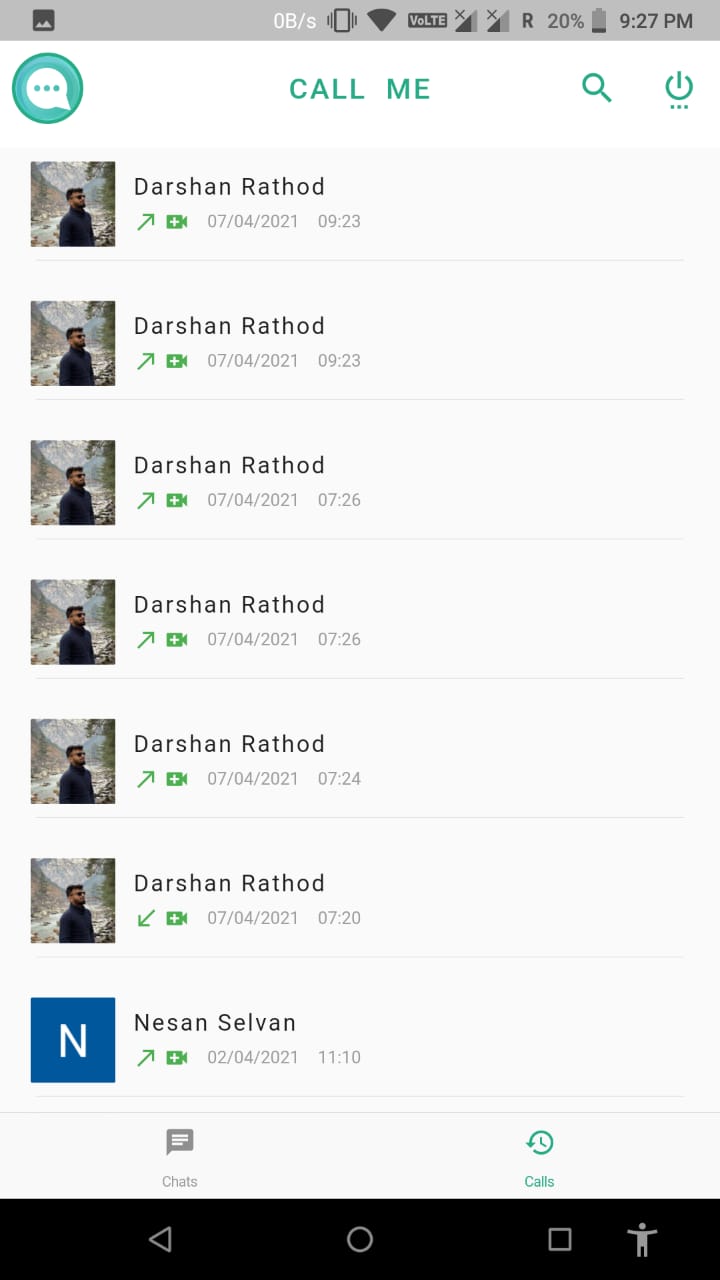 0B/s VoLTE R 20% 9:27 PM
CALL ME
Darshan Rathod
07/04/2021 09:23
Darshan Rathod
07/04/2021 09:23
Darshan Rathod
07/04/2021 07:26
Darshan Rathod
07/04/2021 07:26
Darshan Rathod
07/04/2021 07:24
Darshan Rathod
07/04/2021 07:20
N
Nesan Selvan
02/04/2021 11:10
Chats Calls